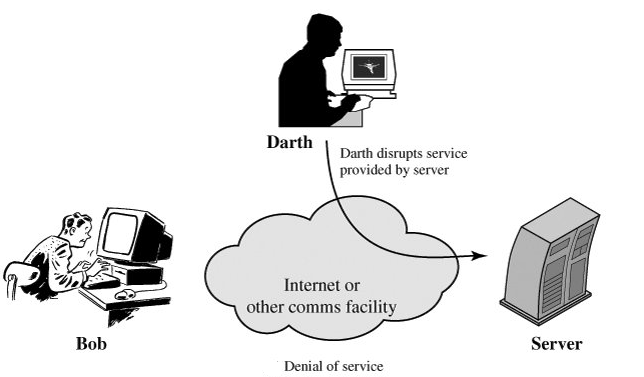 Darth
Darth disrupts service
provided by server
Internet or
other comms facility
Bob
Server
Denial of service